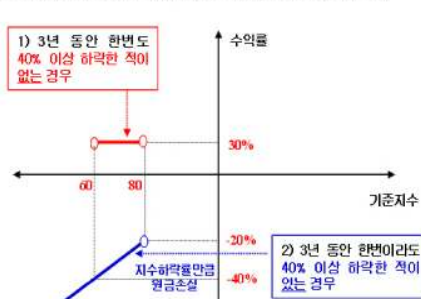 1) 3년 동안 한번도
40% 이상 하락한 적이
없는 경우
수익률
30%
60
80
기준지수
-20%
지수하락률만큼
원금손실
-40%
2) 3년 동안 한번이라도
40% 이상 하락한 적이
있는 경우